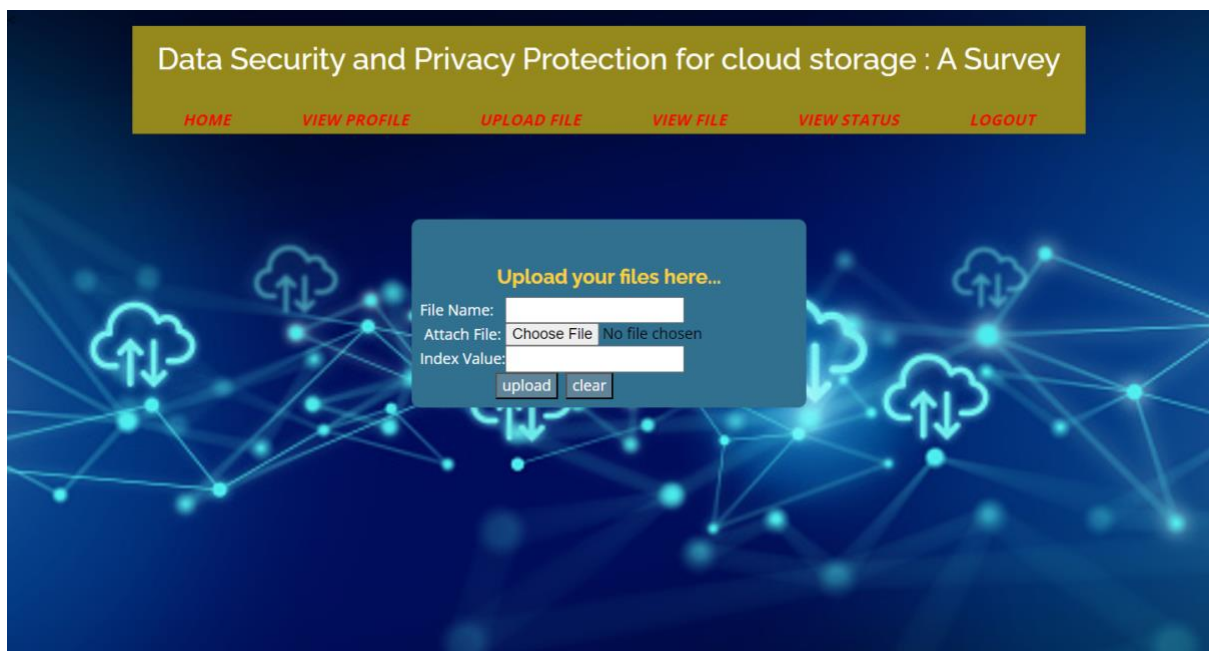 Data Security and Privacy Protection for cloud storage : A Survey
HOME VIEW PROFILE UPLOAD FILE VIEW FILE VIEW STATUS LOGOUT
Upload your files here...
File Name:
Attach File: Choose File No file chosen
Index Value:
upload clear